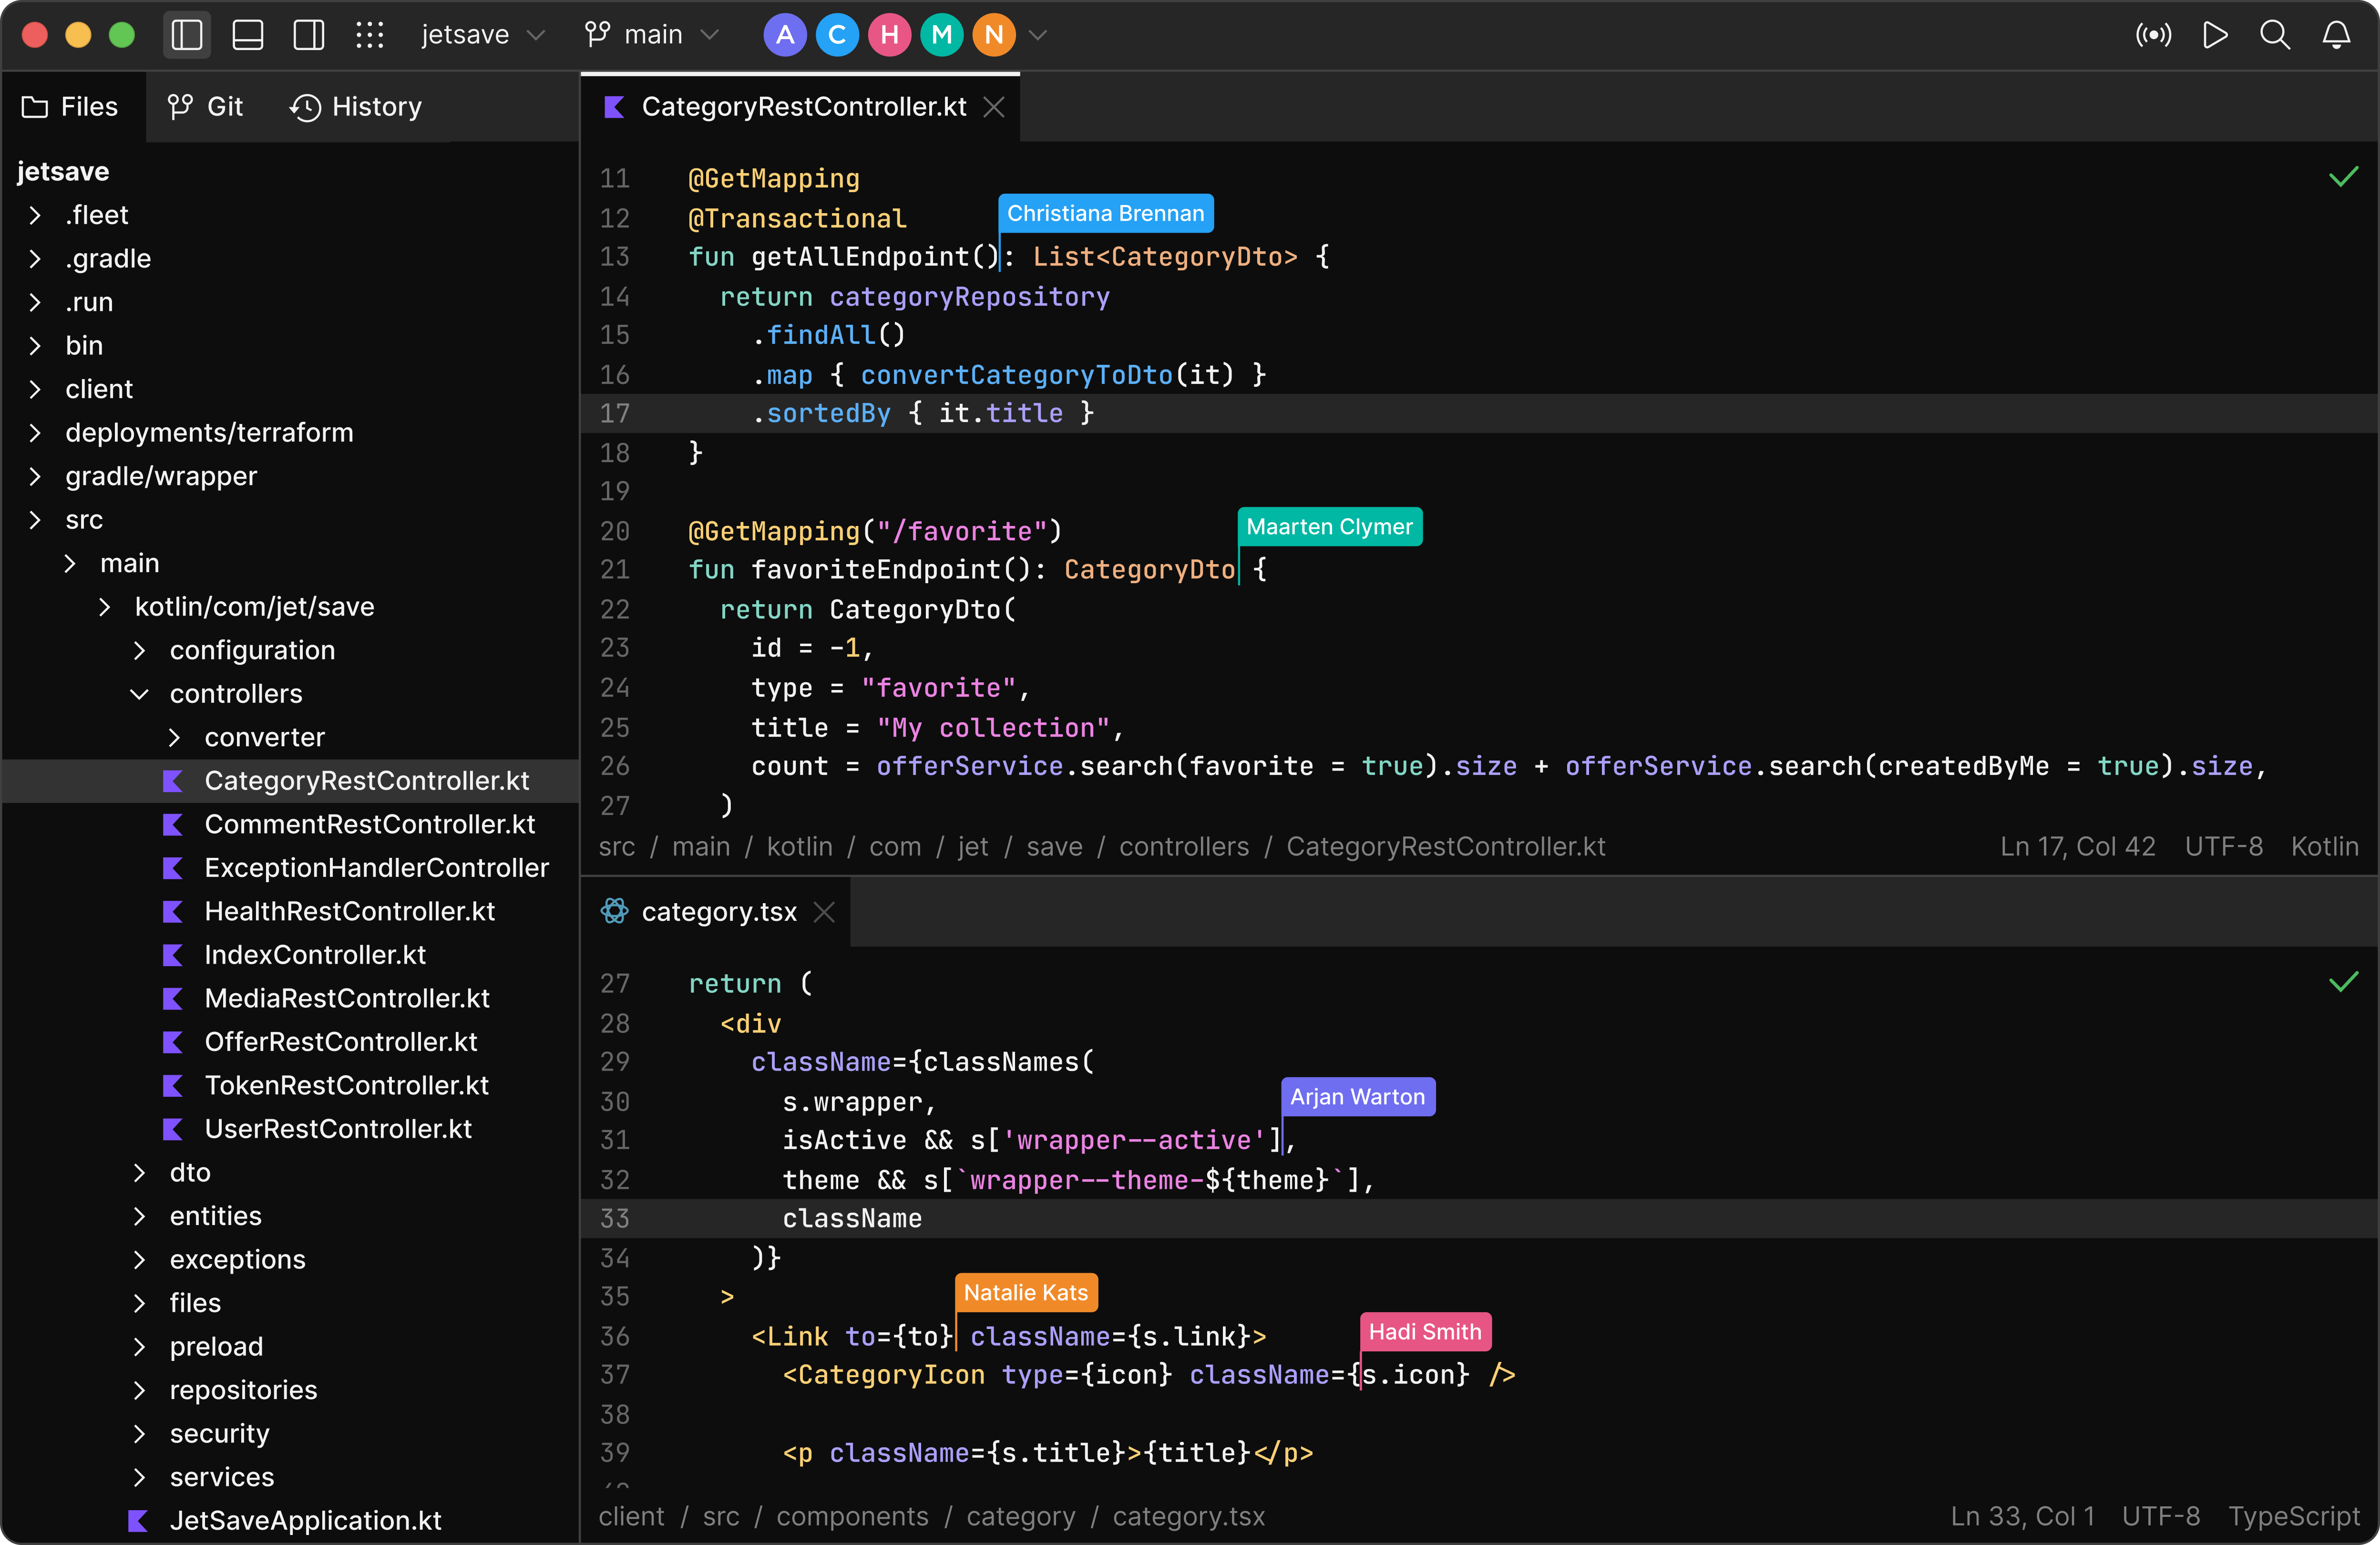 jetsave main A C H M N
Files Git History
jetsave
.fleet
.gradle
.run
bin
client
deployments/terraform
gradle/wrapper
src
main
kotlin/com/jet/save
configuration
controllers
converter
CategoryRestController.kt
CommentRestController.kt
ExceptionHandlerController
HealthRestController.kt
IndexController.kt
MediaRestController.kt
OfferRestController.kt
TokenRestController.kt
UserRestController.kt
dto
entities
exceptions
files
preload
repositories
security
services
JetSaveApplication.kt
CategoryRestController.kt
11 @GetMapping
Christiana Brennan
12 @Transactional
13 fun getAllEndpoint(): List<CategoryDto> {
14 return categoryRepository
15 .findAll()
16 .map { convertCategoryToDto(it) }
17 .sortedBy { it.title }
18 }
19
Maarten Clymer
20 @GetMapping("/favorite")
21 fun favoriteEndpoint(): CategoryDto {
22 return CategoryDto(
23 id = -1,
24 type = "favorite",
25 title = "My collection",
26 count = offerService.search(favorite = true).size + offerService.search(createdByMe = true).size,
27 )
src / main / kotlin / com / jet / save / controllers / CategoryRestController.kt Ln 17, Col 42 UTF-8 Kotlin
category.tsx
27 return (
28 <div
29 className={classNames(
Arjan Warton
30 s.wrapper,
31 isActive && s['wrapper--active'],
32 theme && s[`wrapper--theme-${theme}`],
33 className
34 )}
Natalie Kats
35 >
Hadi Smith
36 <Link to={to} className={s.link}>
37 <CategoryIcon type={icon} className={s.icon} />
38
39 <p className={s.title}>{title}</p>
client / src / components / category / category.tsx Ln 33, Col 1 UTF-8 TypeScript